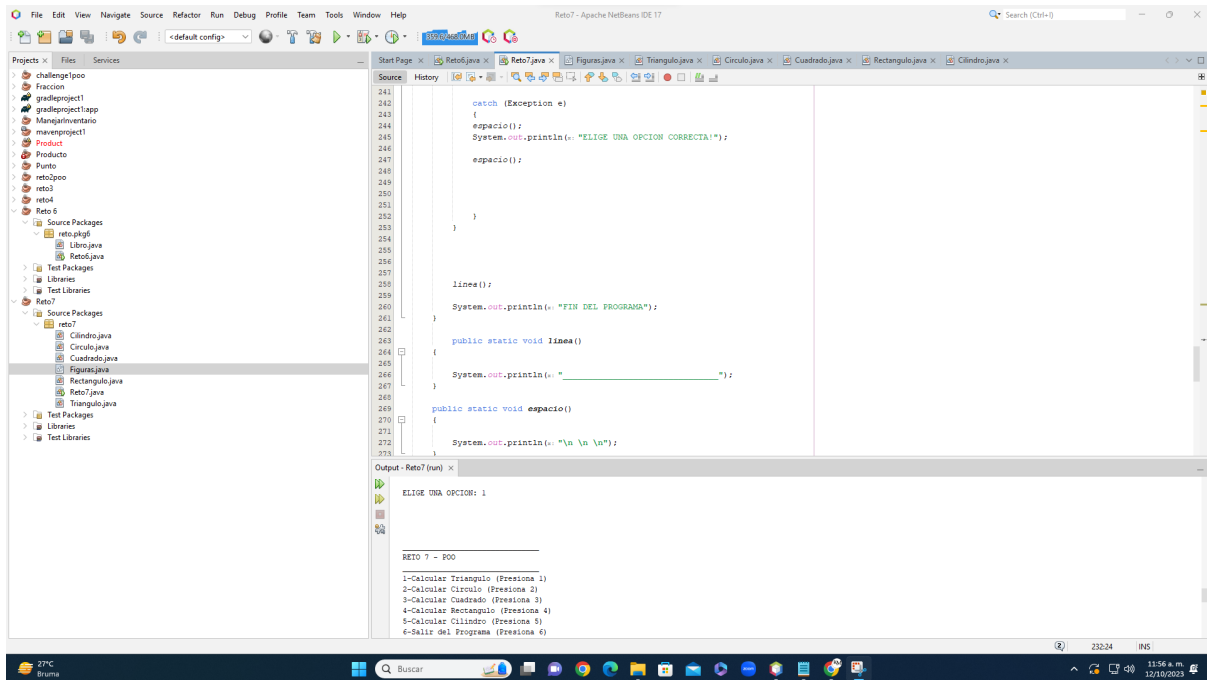 File Edit View Navigate Source Refactor Run Debug Profile Team Tools Window Help
Reto7 - Apache NetBeans IDE 17
Search (Ctrl+I)
<default config>
Projects
Files
Services
Start Page
Reto6.java
Reto7.java
Figuras.java
Triangulo.java
Circulo.java
Cuadrado.java
Rectangulo.java
Cilindro.java
challenge1poo
Fraccion
gradleproject1
gradleproject1:app
ManejarInventario
mavenproject1
Product
Producto
Punto
reto2poo
reto3
reto4
Reto 6
Source Packages
reto.pkg6
Libro.java
Reto6.java
Test Packages
Libraries
Test Libraries
Reto7
Source Packages
reto7
Cilindro.java
Circulo.java
Cuadrado.java
Figuras.java
Rectangulo.java
Reto7.java
Triangulo.java
Test Packages
Libraries
Test Libraries
Source History
241
242 catch (Exception e)
243 {
244 espacio();
245 System.out.println(x: "ELIGE UNA OPCION CORRECTA!");
246
247 espacio();
248
249
250
251
252 }
253 }
254
255
256
257
258 linea();
259
260 System.out.println(x: "FIN DEL PROGRAMA");
261 }
262
263 public static void linea()
264 {
265
266 System.out.println(x: "______________________________");
267 }
268
269 public static void espacio()
270 {
271
272 System.out.println(x: "\n \n \n");
273 }
Output - Reto7 (run)
ELIGE UNA OPCION: 1
______________________________
RETO 7 - POO
______________________________
1-Calcular Triangulo (Presiona 1)
2-Calcular Circulo (Presiona 2)
3-Calcular Cuadrado (Presiona 3)
4-Calcular Rectangulo (Presiona 4)
5-Calcular Cilindro (Presiona 5)
6-Salir del Programa (Presiona 6)
232:24
INS
27°C
Bruma
Buscar
11:56 a. m.
12/10/2023